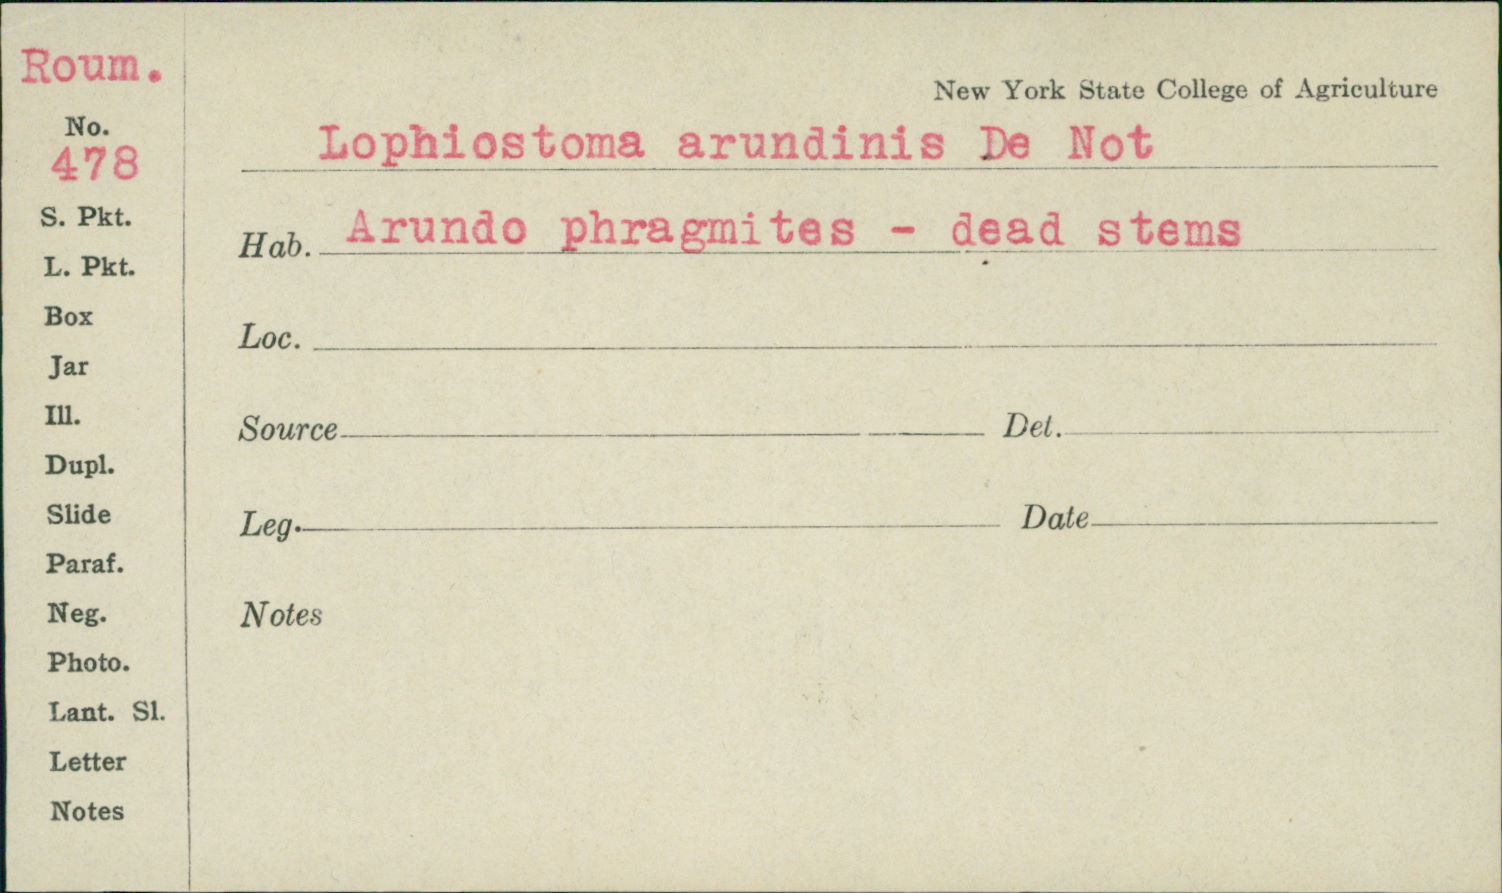 Roum.
New York State College of Agriculture
No.
478
Lophiostoma arundinis De Not
S. Pkt.
Hab. Arundo phragmites - dead stems
L. Pkt.
Box
Loc.
Jar
Ill.
Source Det.
Dupl.
Slide
Leg. Date
Paraf.
Neg.
Notes
Photo.
Lant. Sl.
Letter
Notes